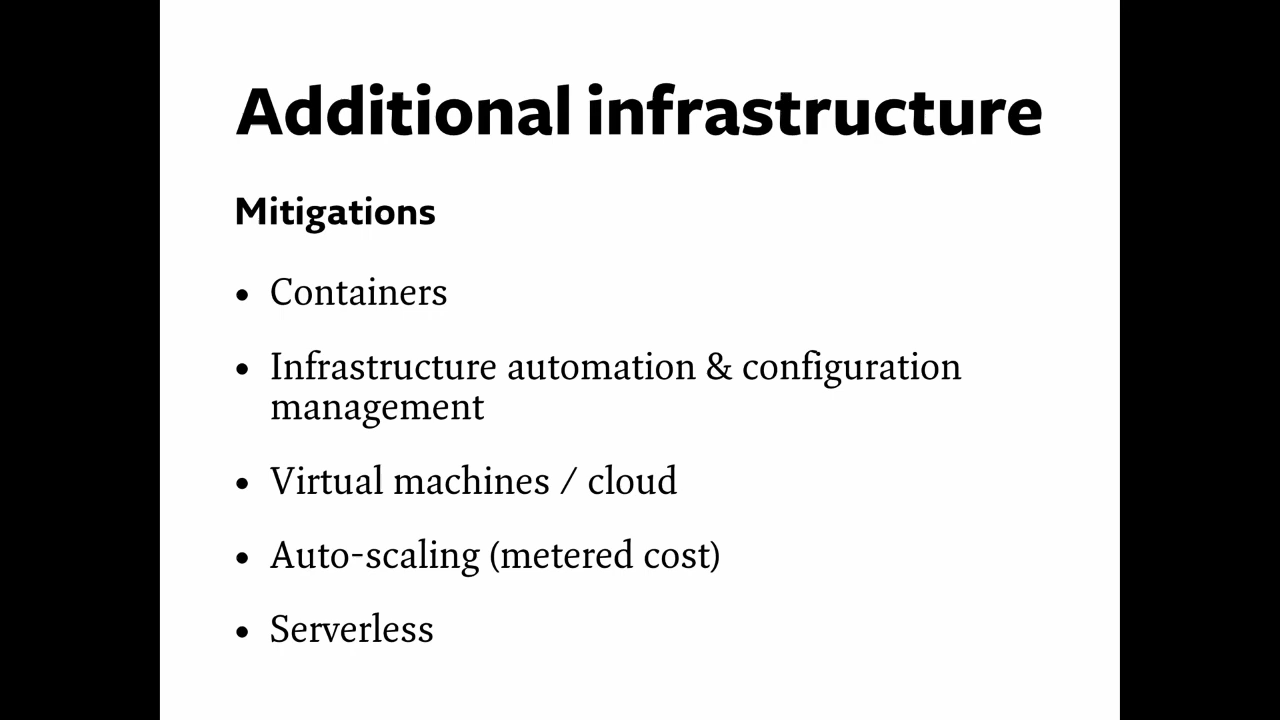 Additional infrastructure
Mitigations
• Containers
• Infrastructure automation & configuration
management
• Virtual machines / cloud
• Auto-scaling (metered cost)
• Serverless